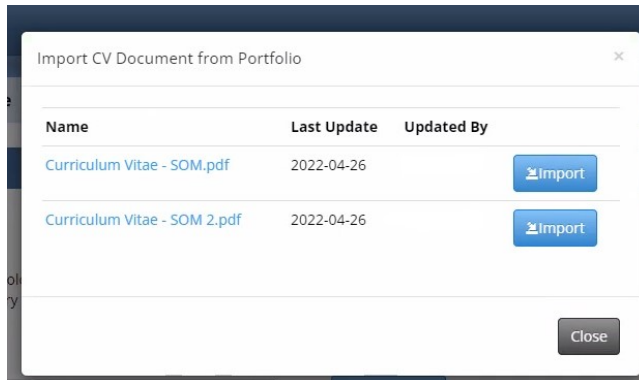 Import CV Document from Portfolio ×
Name Last Update Updated By
Curriculum Vitae - SOM.pdf 2022-04-26 Import
Curriculum Vitae - SOM 2.pdf 2022-04-26 Import
Close